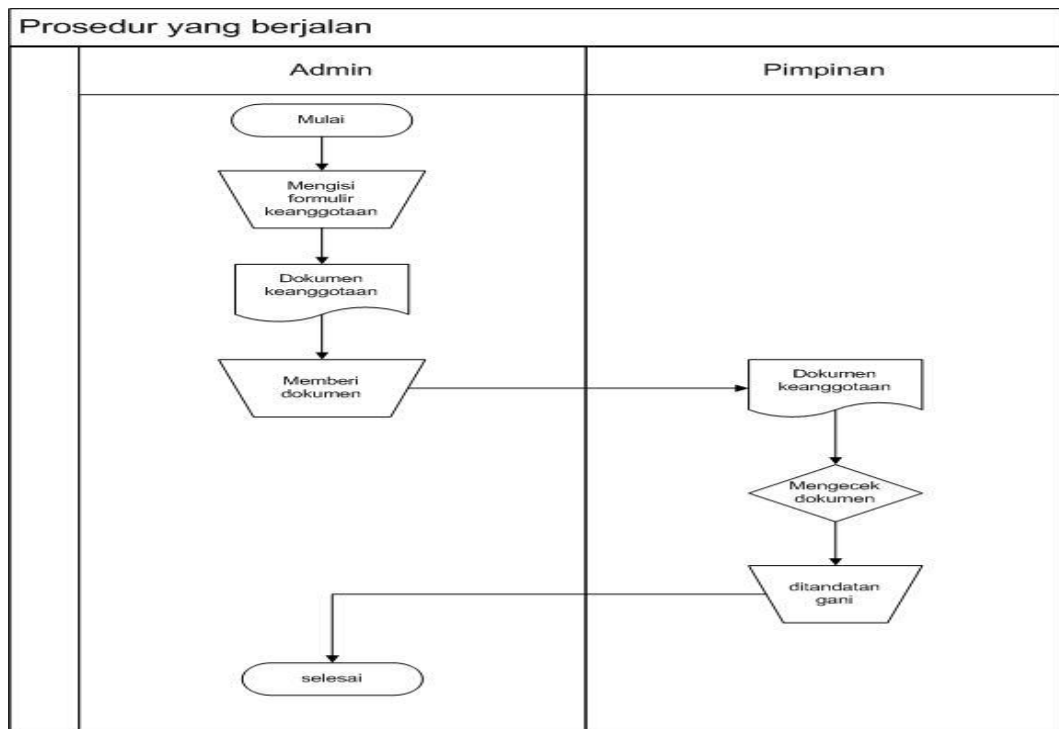 Prosedur yang berjalan
Admin
Pimpinan
Mulai
Mengisi
formulir
keanggotaan
Dokumen
keanggotaan
Memberi
dokumen
Dokumen
keanggotaan
Mengecek
dokumen
ditandatan
gani
selesai